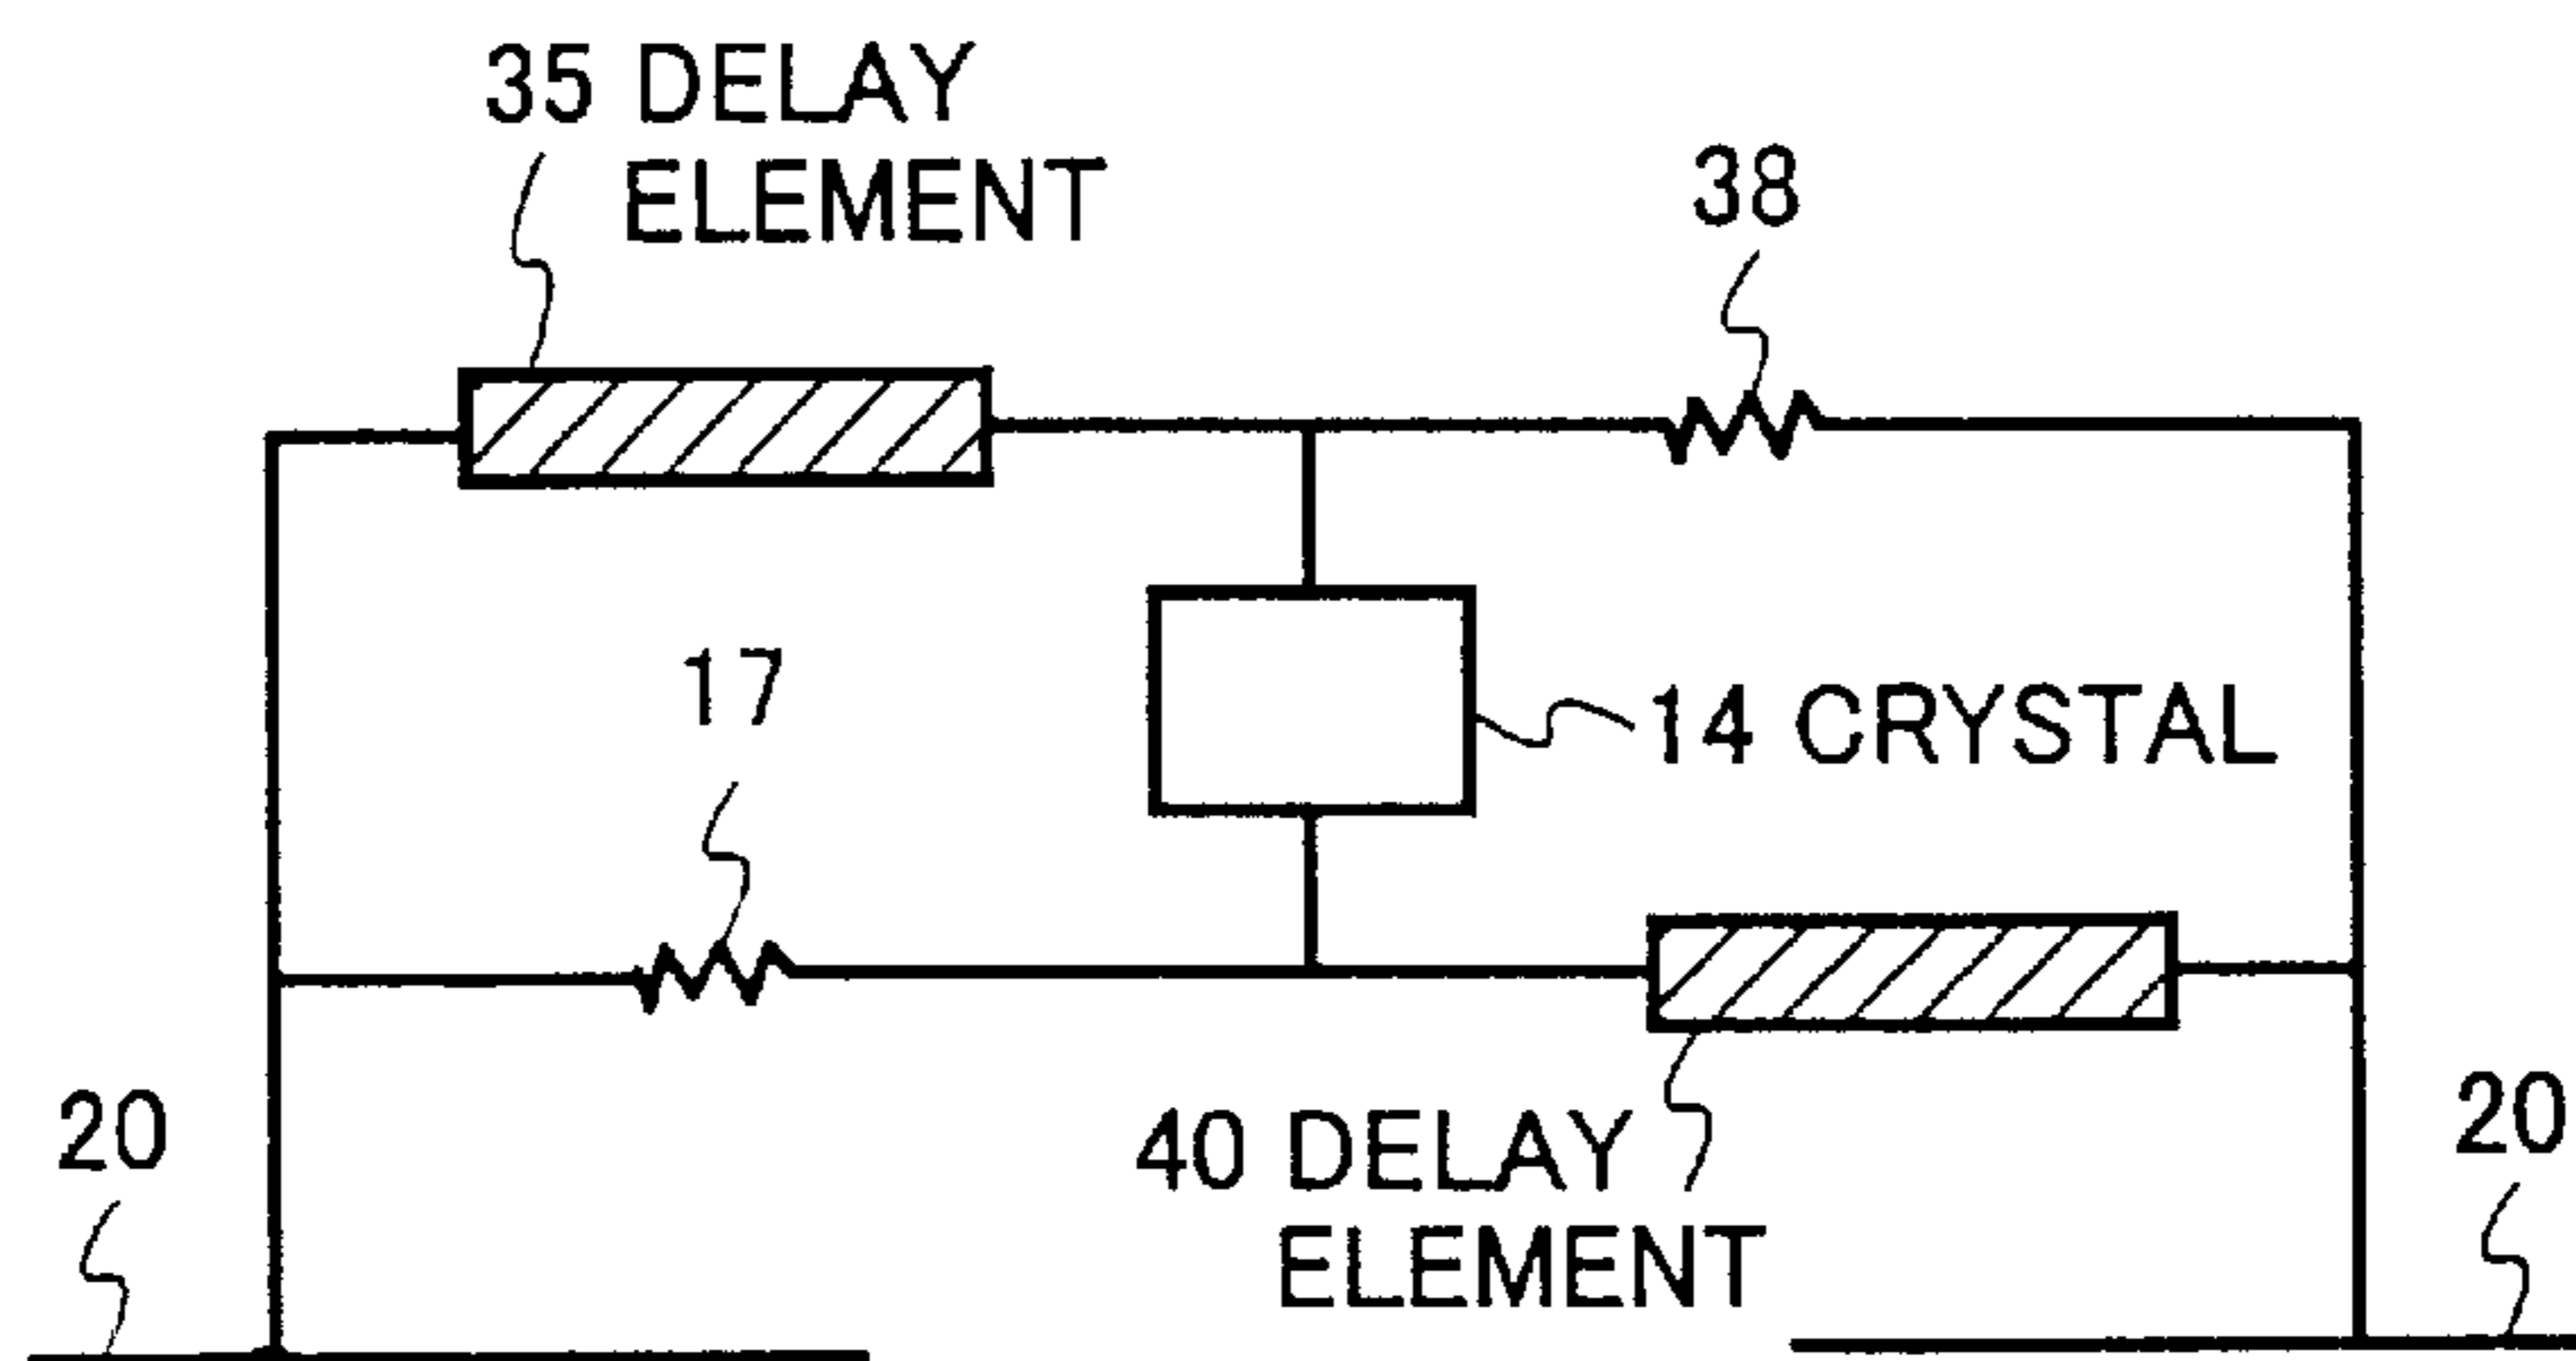 35 DELAY
ELEMENT
38
17
14 CRYSTAL
20
40 DELAY
ELEMENT
20